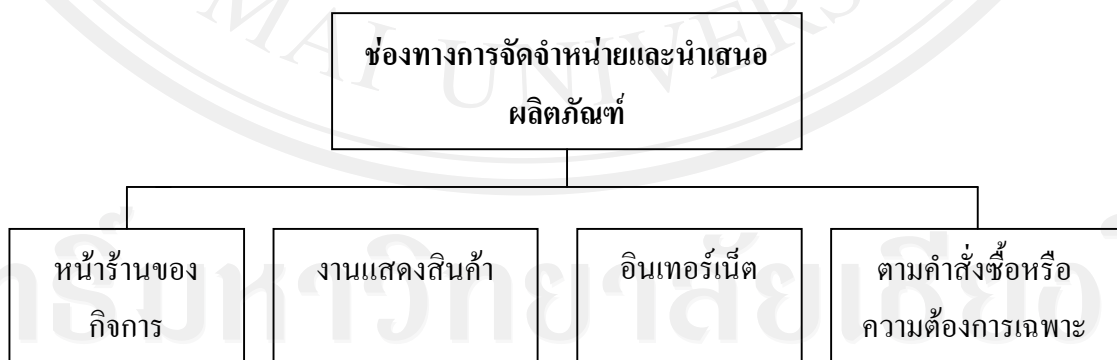 MAI UNIVERS
ช่องทางการจัดจำหน่ายและนำเสนอ
ผลิตภัณฑ์
หน้าร้านของ
กิจการ
งานแสดงสินค้า
อินเทอร์เน็ต
ตามคำสั่งซื้อหรือ
ความต้องการเฉพาะ